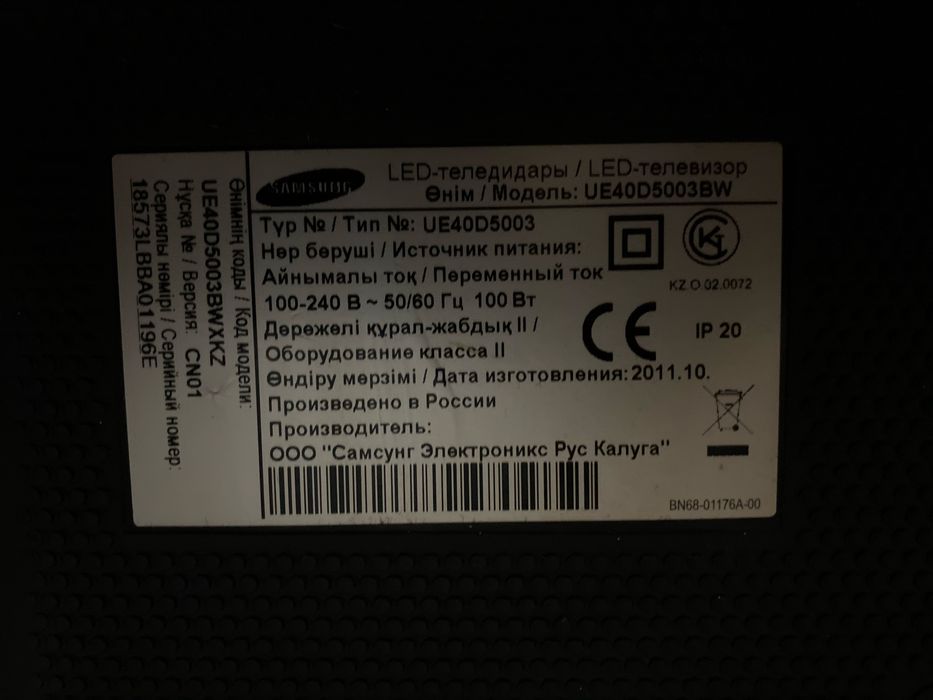 SAMSUNG
LED-теледидары / LED-телевизор
Өнім / Модель: UE40D5003BW
Түр № / Тип №: UE40D5003
Нәр беруші / Источник питания:
Айнымалы тоқ / Переменный ток
100-240 В ~ 50/60 Гц 100 Вт
Дәрежелі құрал-жабдық II /
Оборудование класса II
Өндіру мерзімі / Дата изготовления: 2011.10.
Произведено в России
Производитель:
ООО "Самсунг Электроникс Рус Калуга"
KZ.O.02.0072
CE
IP 20
BN68-01176A-00
Өнімнің коды / Код модели:
UE40D5003BWXKZ
Нұсқа № / Версия: CN01
Сериялы нөмірі / Серийный номер:
18573LBBA01196E